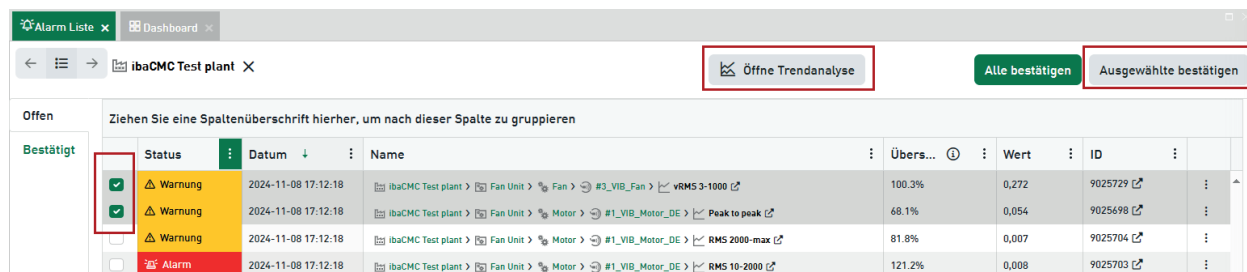 Alarm Liste × Dashboard ×
ibaCMC Test plant × Öffne Trendanalyse Alle bestätigen Ausgewählte bestätigen
Offen Ziehen Sie eine Spaltenüberschrift hierher, um nach dieser Spalte zu gruppieren
Bestätigt Status Datum ↓ Name Übers... Wert ID
Warnung 2024-11-08 17:12:18 ibaCMC Test plant > Fan Unit > Fan > #3_VIB_Fan > vRMS 3-1000 100.3% 0,272 9025729
Warnung 2024-11-08 17:12:18 ibaCMC Test plant > Fan Unit > Motor > #1_VIB_Motor_DE > Peak to peak 68.1% 0,054 9025698
Warnung 2024-11-08 17:12:18 ibaCMC Test plant > Fan Unit > Motor > #1_VIB_Motor_DE > RMS 2000-max 81.8% 0,007 9025704
Alarm 2024-11-08 17:12:18 ibaCMC Test plant > Fan Unit > Motor > #1_VIB_Motor_DE > RMS 10-2000 121.2% 0,008 9025703